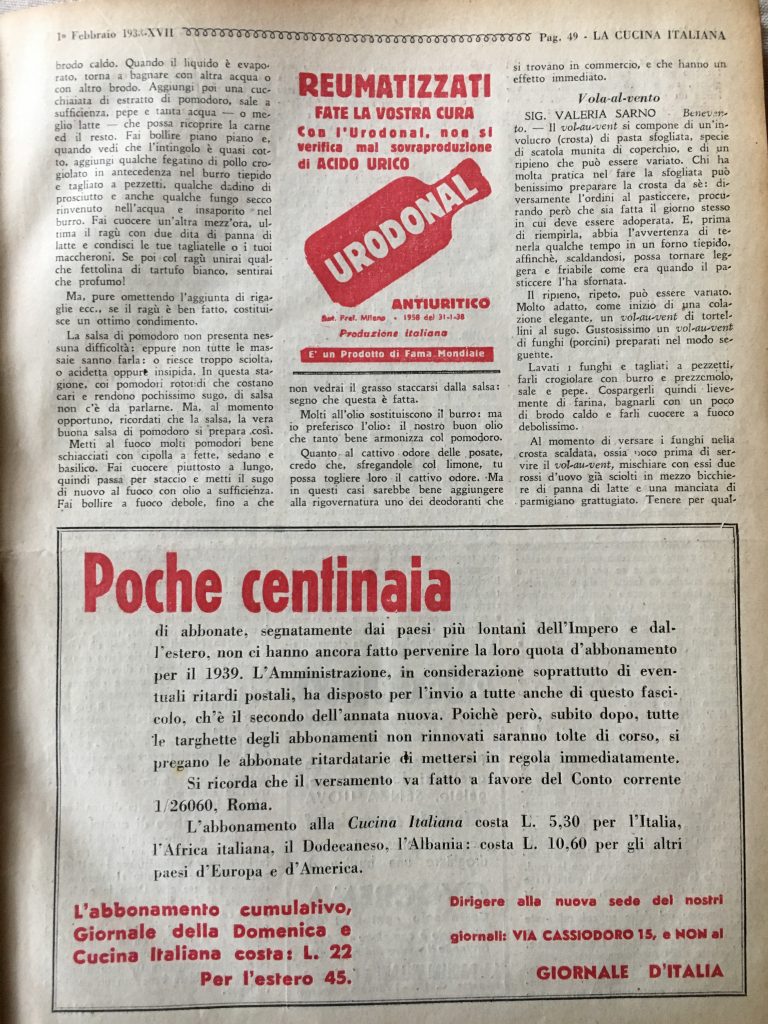 1º Febbraio 193 -XVII
Pag. 49 - LA CUCINA ITALIANA
brodo caldo. Quando il liquido è evapo-
rato, torna a bagnare con altra acqua o
con altro brodo. Aggiungi poi una cuc-
chiaiata di estratto di pomodoro, sale a
sufficienza, pepe e tanta acqua — o me-
glio latte — che possa ricoprire la carne
ed il resto. Fai bollire piano piano e,
quando vedi che l'intingolo è quasi cot-
to, aggiungi qualche fegatino di pollo cro-
giolato in antecedenza nel burro tiepido
e tagliato a pezzetti, qualche dadino di
prosciutto e anche qualche fungo secco
rinvenuto nell'acqua e insaporito nel
burro. Fai cuocere un'altra mezz'ora, ul-
tima il ragù con due dita di panna di
latte e condisci le tue tagliatelle o i tuoi
maccheroni. Se poi col ragù unirai qual-
che fettolina di tartufo bianco, sentirai
che profumo!
Ma, pure omettendo l'aggiunta di riga-
glie ecc., se il ragù è ben fatto, costitui-
sce un ottimo condimento.
La salsa di pomodoro non presenta nes-
suna difficoltà: eppure non tutte le mas-
saie sanno farla: o riesce troppo sciolta,
o acidetta oppure insipida. In questa sta-
gione, coi pomodori rotondi che costano
cari e rendono pochissimo sugo, di salsa
non c'è da parlarne. Ma, al momento
opportuno, ricordati che la salsa, la vera
buona salsa di pomodoro si prepara così.
Metti al fuoco molti pomodori bene
schiacciati con cipolla a fette, sedano e
basilico. Fai cuocere piuttosto a lungo,
quindi passa per staccio e metti il sugo
di nuovo al fuoco con olio a sufficienza.
Fai bollire a fuoco debole, fino a che
REUMATIZZATI
FATE LA VOSTRA CURA
Con l'Urodonal, non si
verifica mai sovraproduzione
di ACIDO URICO
URODONAL
ANTIURITICO
Aut. Pref. Milano - 1958 del 31-1-38
Produzione Italiana
E' un Prodotto di Fama Mondiale
non vedrai il grasso staccarsi dalla salsa:
segno che questa è fatta.
Molti all'olio sostituiscono il burro: ma
io preferisco l'olio: il nostro buon olio
che tanto bene armonizza col pomodoro.
Quanto al cattivo odore delle posate,
credo che, sfregandole col limone, tu
possa togliere loro il cattivo odore. Ma
in questi casi sarebbe bene aggiungere
alla rigovernatura uno dei deodoranti che
si trovano in commercio, e che hanno un
effetto immediato.
Vola-al-vento
SIG. VALERIA SARNO Beneven-
to. — Il vol-au-vent si compone di un'in-
volucro (crosta) di pasta sfogliata, specie
di scatola munita di coperchio, e di un
ripieno che può essere variato. Chi ha
molta pratica nel fare la sfogliata può
benissimo preparare la crosta da sè: di-
versamente l'ordini al pasticcere, procu-
rando però che sia fatta il giorno stesso
in cui deve essere adoperata. E, prima
di riempirla, abbia l'avvertenza di te-
nerla qualche tempo in un forno tiepido,
affinchè, scaldandosi, possa tornare leg-
gera e friabile come era quando il pa-
sticcere l'ha sfornata.
Il ripieno, ripeto, può essere variato.
Molto adatto, come inizio di una cola-
zione elegante, un vol-au-vent di tortel-
lini al sugo. Gustosissimo un vol-au-vent
di funghi (porcini) preparati nel modo se-
guente.
Lavati i funghi e tagliati a pezzetti,
farli crogiolare con burro e prezzemolo,
sale e pepe. Cospargerli quindi lieve-
mente di farina, bagnarli con un poco
di brodo caldo e farli cuocere a fuoco
debolissimo.
Al momento di versare i funghi nella
crosta scaldata, ossia poco prima di ser-
vire il vol-au-vent, mischiare con essi due
rossi d'uovo già sciolti in mezzo bicchie-
re di panna di latte e una manciata di
parmigiano grattugiato. Tenere per qual-
Poche centinaia
di abbonate, segnatamente dai paesi più lontani dell'Impero e dal-
l'estero, non ci hanno ancora fatto pervenire la loro quota d'abbonamento
per il 1939. L'Amministrazione, in considerazione soprattutto di even-
tuali ritardi postali, ha disposto per l'invio a tutte anche di questo fasci-
colo, ch'è il secondo dell'annata nuova. Poichè però, subito dopo, tutte
le targhette degli abbonamenti non rinnovati saranno tolte di corso, si
pregano le abbonate ritardatarie di mettersi in regola immediatamente.
Si ricorda che il versamento va fatto a favore del Conto corrente
1/26060, Roma.
L'abbonamento alla Cucina Italiana costa L. 5,30 per l'Italia,
l'Africa italiana, il Dodecaneso, l'Albania: costa L. 10,60 per gli altri
paesi d'Europa e d'America.
L'abbonamento cumulativo,
Giornale della Domenica e
Cucina Italiana costa: L. 22
Per l'estero 45.
Dirigere alla nuova sede dei nostri
giornali: VIA CASSIODORO 15, e NON al
GIORNALE D'ITALIA